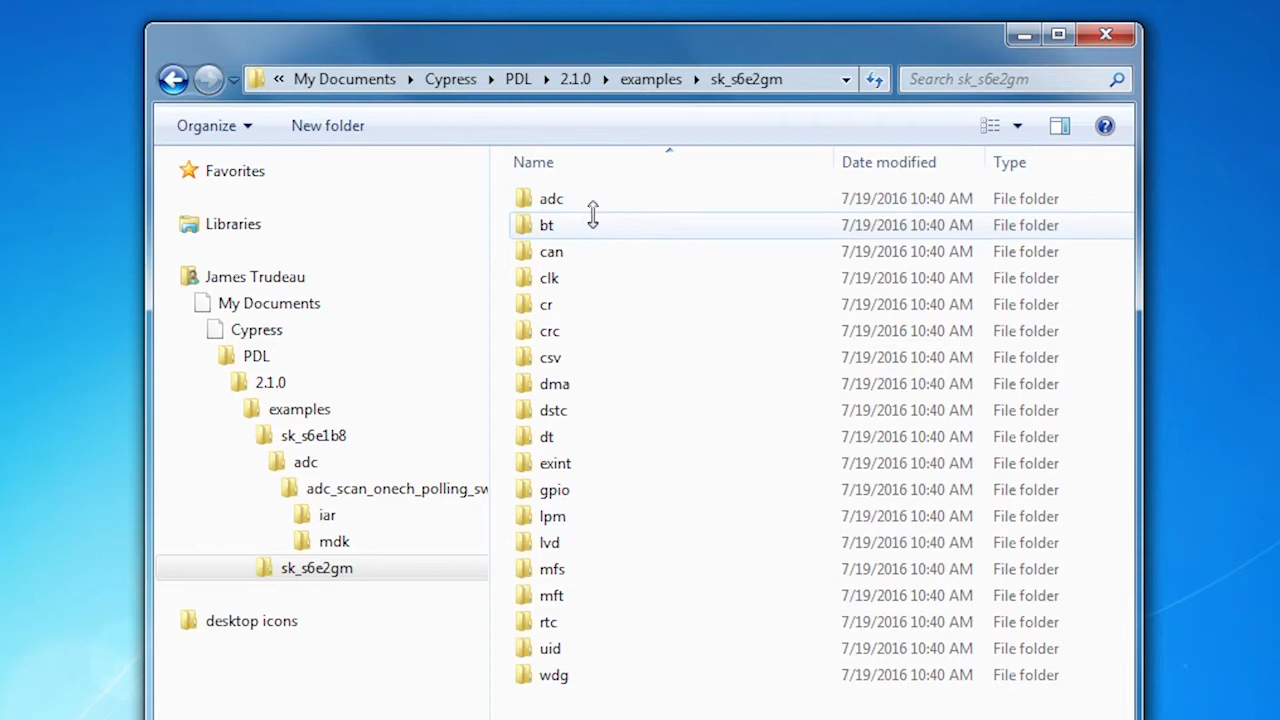 « My Documents Cypress PDL 2.1.0 examples sk_s6e2gm
Search sk_s6e2gm
Organize New folder
Favorites
Libraries
James Trudeau
My Documents
Cypress
PDL
2.1.0
examples
sk_s6e1b8
adc
adc_scan_onech_polling_sw
iar
mdk
sk_s6e2gm
desktop icons
Name Date modified Type
adc 7/19/2016 10:40 AM File folder
bt 7/19/2016 10:40 AM File folder
can 7/19/2016 10:40 AM File folder
clk 7/19/2016 10:40 AM File folder
cr 7/19/2016 10:40 AM File folder
crc 7/19/2016 10:40 AM File folder
csv 7/19/2016 10:40 AM File folder
dma 7/19/2016 10:40 AM File folder
dstc 7/19/2016 10:40 AM File folder
dt 7/19/2016 10:40 AM File folder
exint 7/19/2016 10:40 AM File folder
gpio 7/19/2016 10:40 AM File folder
lpm 7/19/2016 10:40 AM File folder
lvd 7/19/2016 10:40 AM File folder
mfs 7/19/2016 10:40 AM File folder
mft 7/19/2016 10:40 AM File folder
rtc 7/19/2016 10:40 AM File folder
uid 7/19/2016 10:40 AM File folder
wdg 7/19/2016 10:40 AM File folder